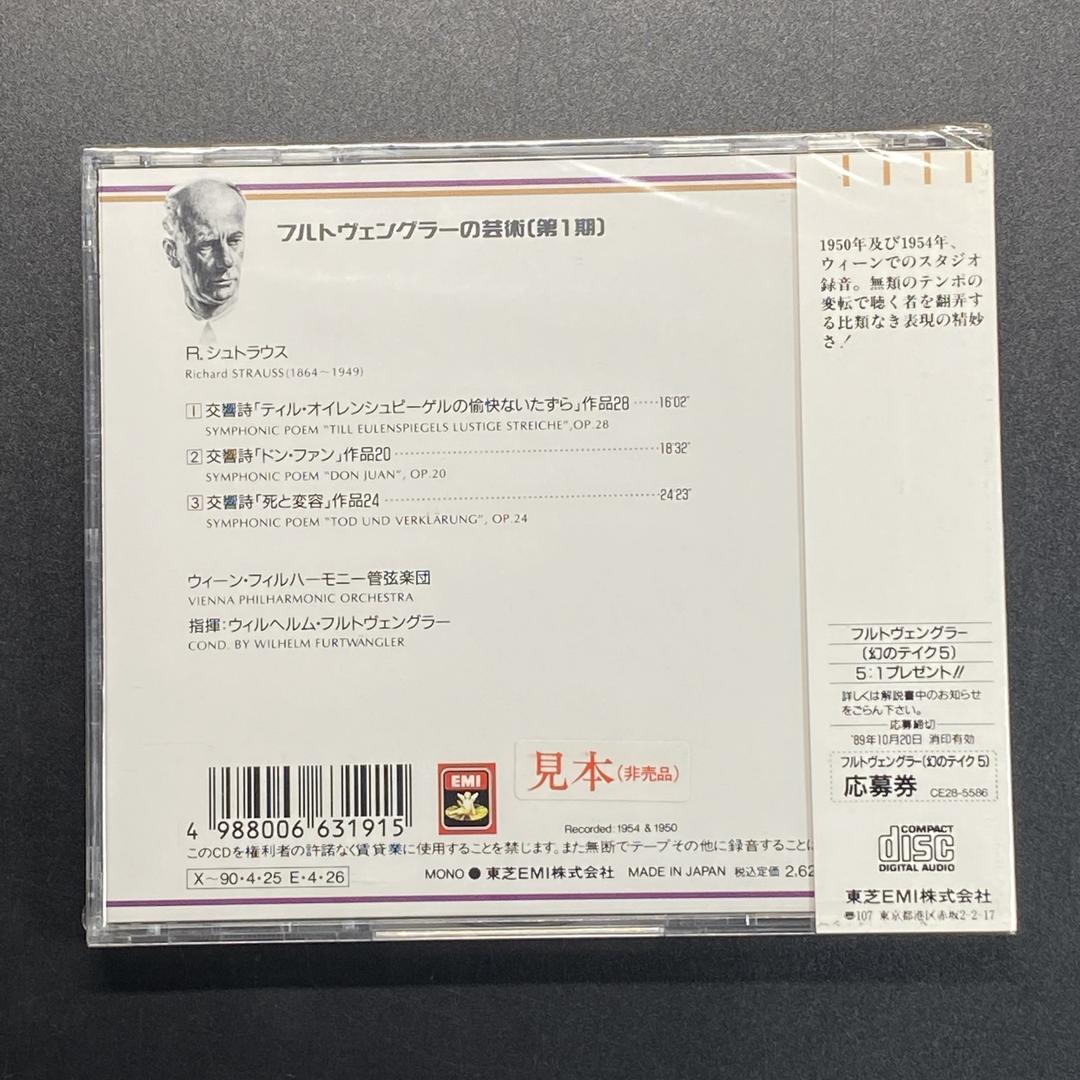 フルトヴェングラーの芸術〔第1期〕
R.シュトラウス
Richard STRAUSS(1864〜1949)
1 交響詩「ティル・オイレンシュピーゲルの愉快ないたずら」作品28 ‥‥‥16'02"
SYMPHONIC POEM "TILL EULENSPIEGELS LUSTIGE STREICHE",OP.28
2 交響詩「ドン・ファン」作品20 ‥‥‥18'32"
SYMPHONIC POEM "DON JUAN", OP.20
3 交響詩「死と変容」作品24 ‥‥‥24'23"
SYMPHONIC POEM "TOD UND VERKLÄRUNG", OP.24
ウィーン・フィルハーモニー管弦楽団
VIENNA PHILHARMONIC ORCHESTRA
指揮:ウィルヘルム・フルトヴェングラー
COND. BY WILHELM FURTWÄNGLER
4 988006 631915
EMI
見本(非売品)
Recorded: 1954 & 1950
このCDを権利者の許諾なく賃貸業に使用することを禁じます。また無断でテープその他に録音することは
X〜90・4・25 E・4・26
MONO ● 東芝EMI株式会社 MADE IN JAPAN 税込定価 2,62
1950年及び1954年、
ウィーンでのスタジオ
録音。無類のテンポの
変転で聴く者を翻弄す
る比類なき表現の精妙
さ!
フルトヴェングラー
〔幻のテイク5〕
5:1プレゼント!!
詳しくは解説書中のお知らせ
をごらん下さい。
応募締切
'89年10月20日 消印有効
フルトヴェングラー〔幻のテイク5〕
応募券 CE28-5586
COMPACT
disc
DIGITAL AUDIO
東芝EMI株式会社
〒107 東京都港区赤坂2-2-17